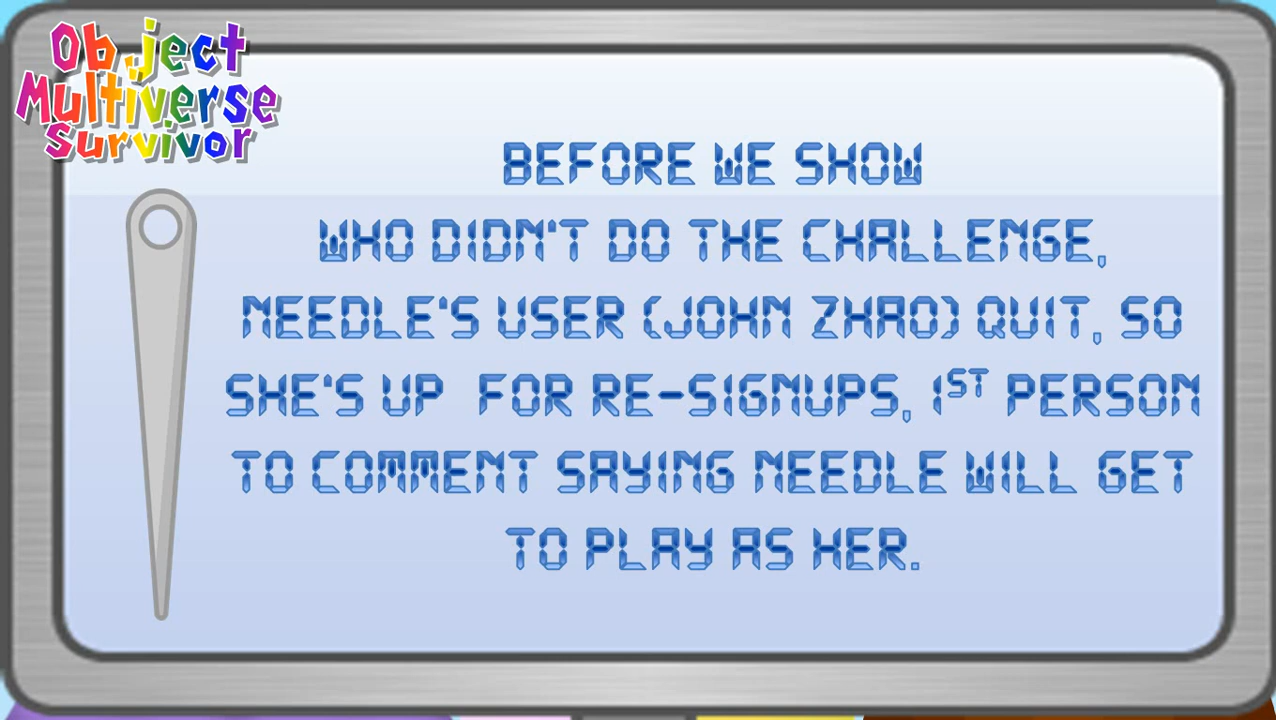 Object
Multiverse
Survivor
BEFORE WE SHOW
WHO DIDN'T DO THE CHALLENGE,
NEEDLE'S USER (JOHN ZHAO) QUIT, SO
SHE'S UP FOR RE-SIGNUPS, 1ST PERSON
TO COMMENT SAYING NEEDLE WILL GET
TO PLAY AS HER.